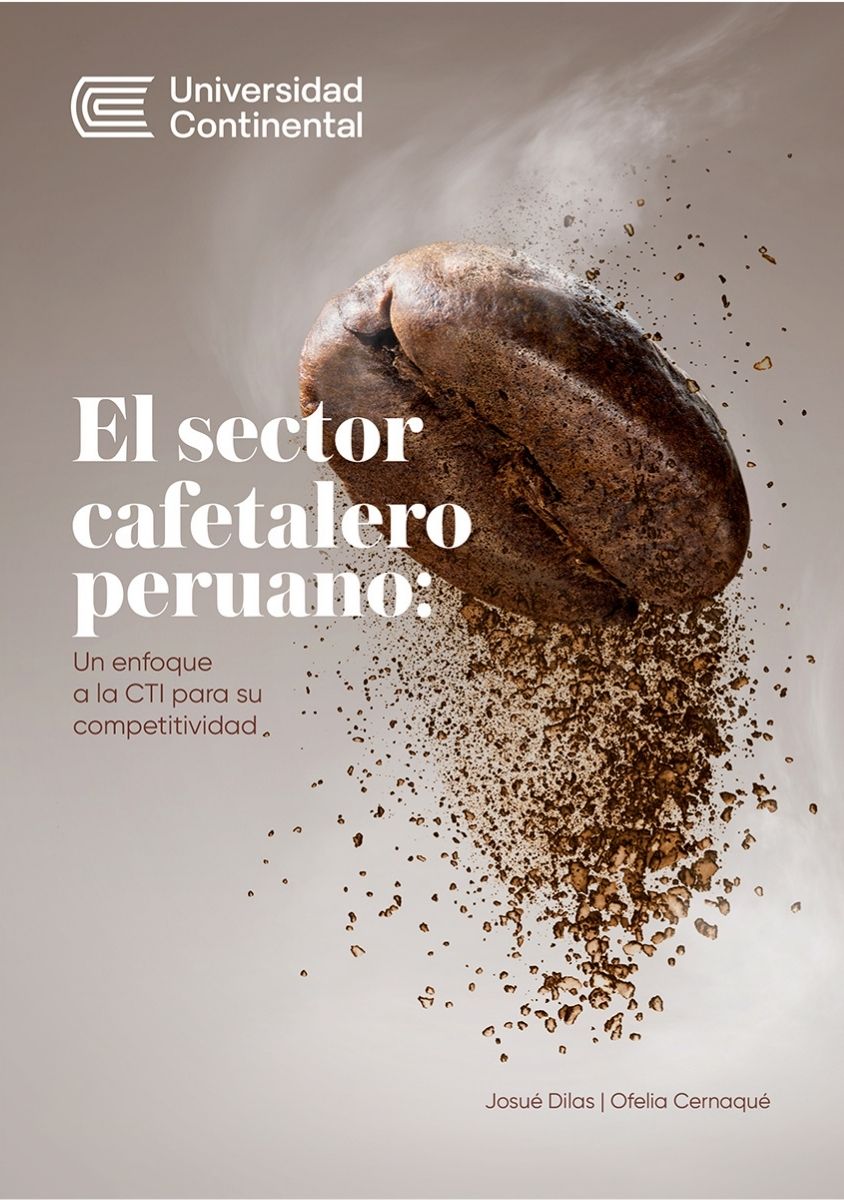 Universidad
Continental
El sector
cafetalero
peruano:
Un enfoque
a la CTI para su
competitividad
Josué Dilas | Ofelia Cernaqué